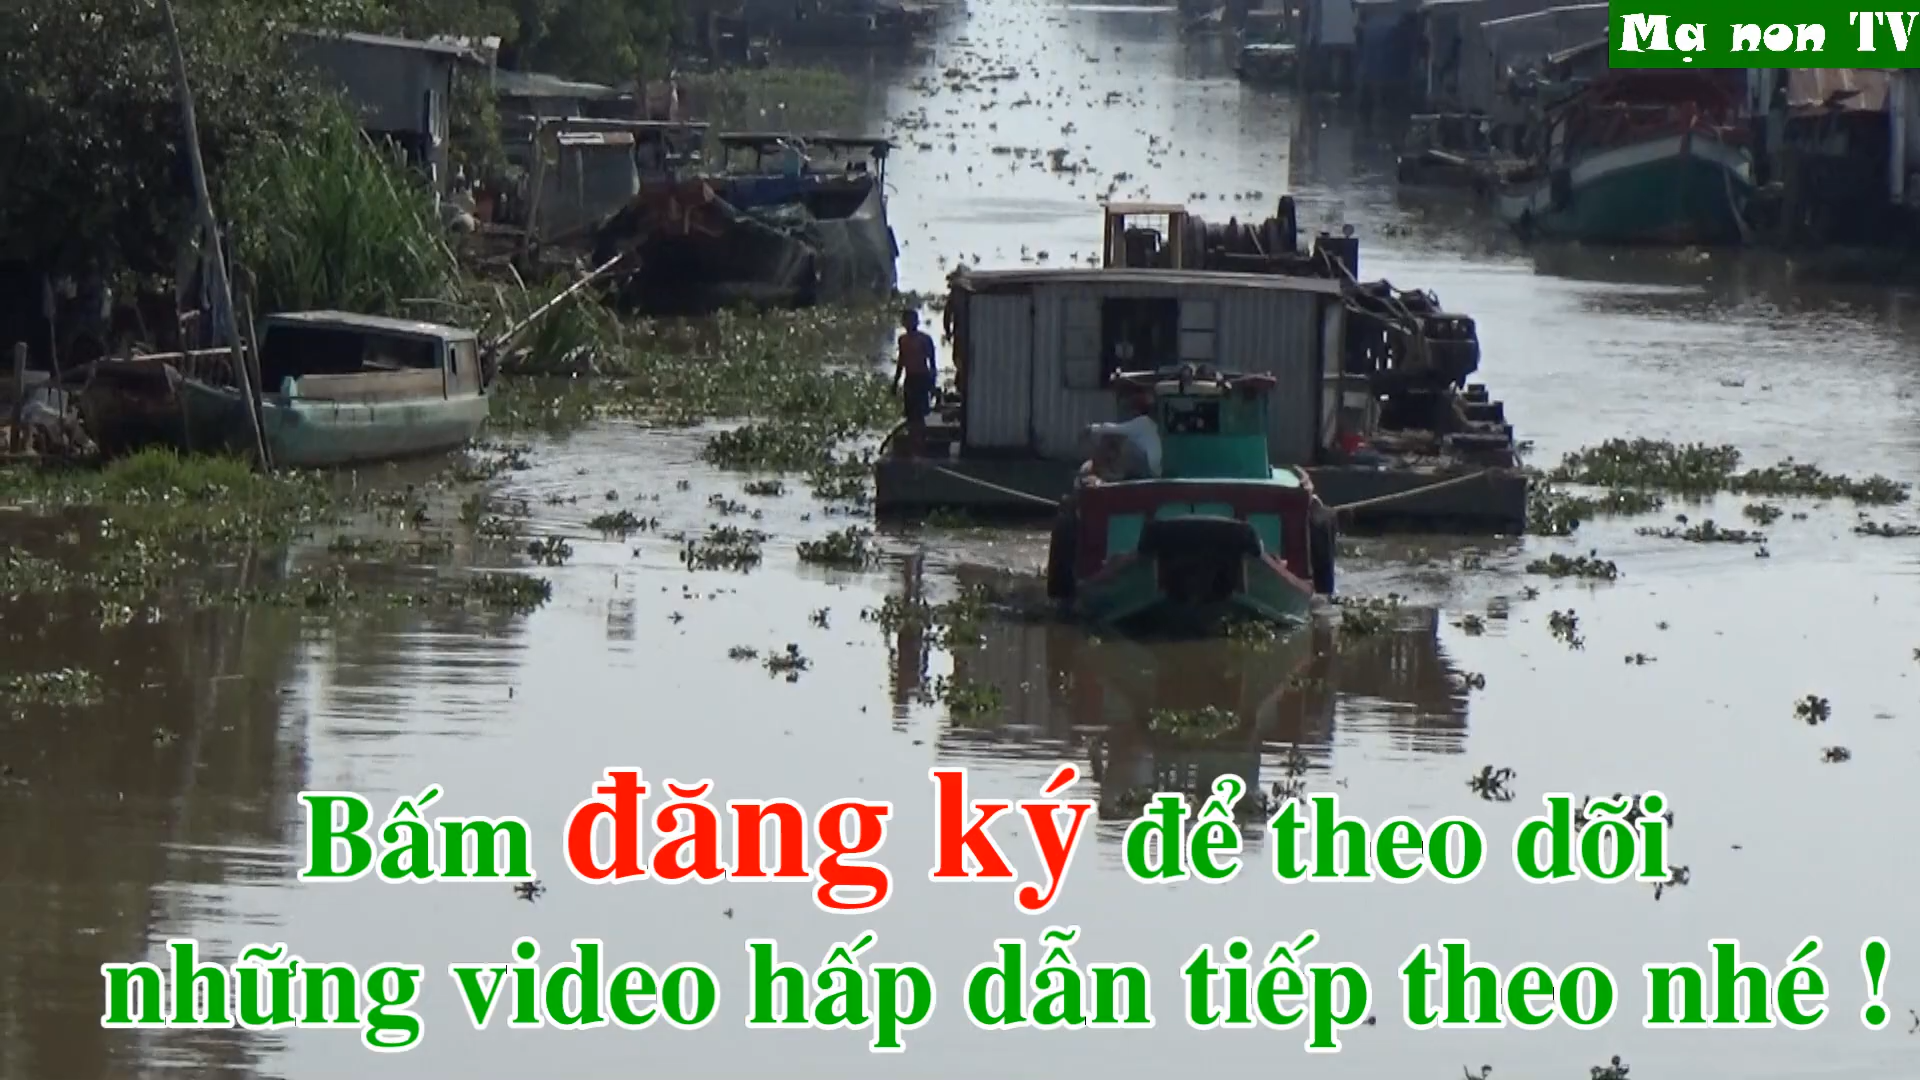 Mạ non TV
Bấm đăng ký để theo dõi
những video hấp dẫn tiếp theo nhé !